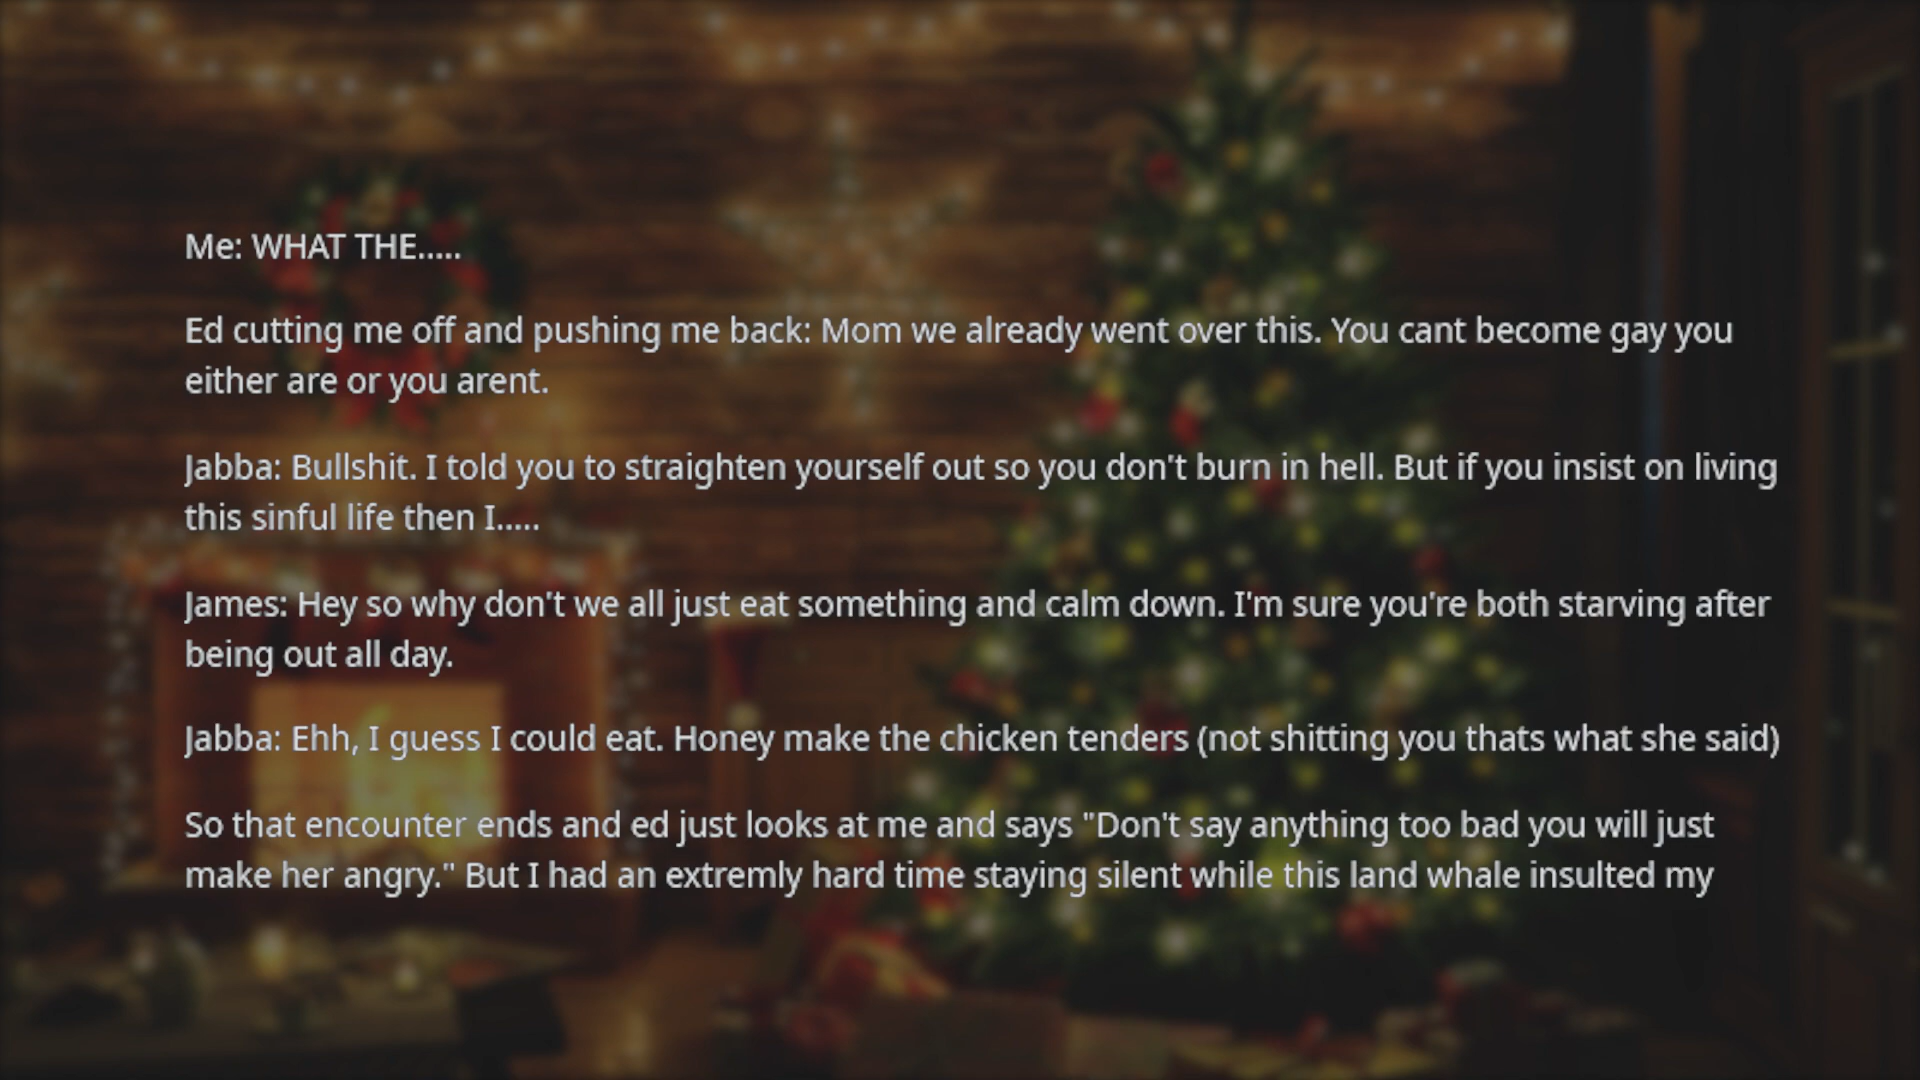 Me: WHAT THE.....
Ed cutting me off and pushing me back: Mom we already went over this. You cant become gay you
either are or you arent.
Jabba: Bullshit. I told you to straighten yourself out so you don't burn in hell. But if you insist on living
this sinful life then I.....
James: Hey so why don't we all just eat something and calm down. I'm sure you're both starving after
being out all day.
Jabba: Ehh, I guess I could eat. Honey make the chicken tenders (not shitting you thats what she said)
So that encounter ends and ed just looks at me and says "Don't say anything too bad you will just
make her angry." But I had an extremly hard time staying silent while this land whale insulted my